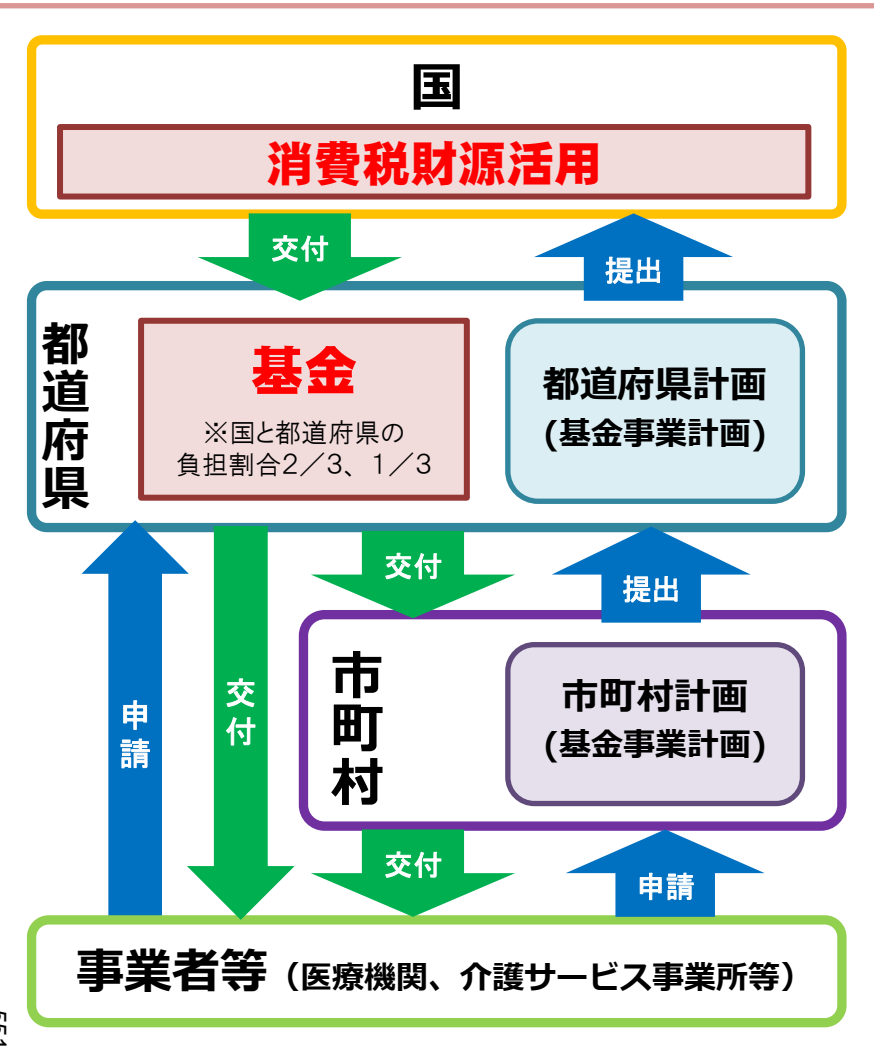 国
消費税財源活用
交付
提出
都道府県
基金
※国と都道府県の
負担割合2/3、1/3
都道府県計画
(基金事業計画)
交付
提出
申請
交付
市町村
市町村計画
(基金事業計画)
交付
申請
事業者等（医療機関、介護サービス事業所等）